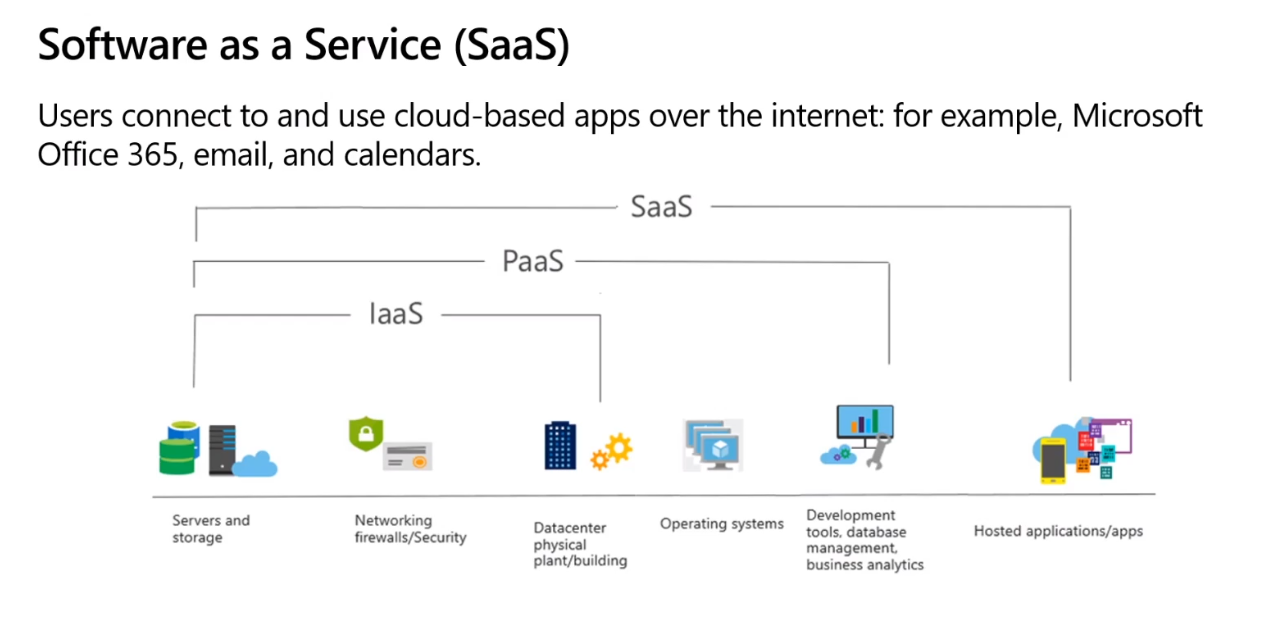 Software as a Service (SaaS)
Users connect to and use cloud-based apps over the internet: for example, Microsoft
Office 365, email, and calendars.
SaaS
PaaS
IaaS
Servers and
storage
Networking
firewalls/Security
Datacenter
physical
plant/building
Operating systems
Development
tools, database
management,
business analytics
Hosted applications/apps